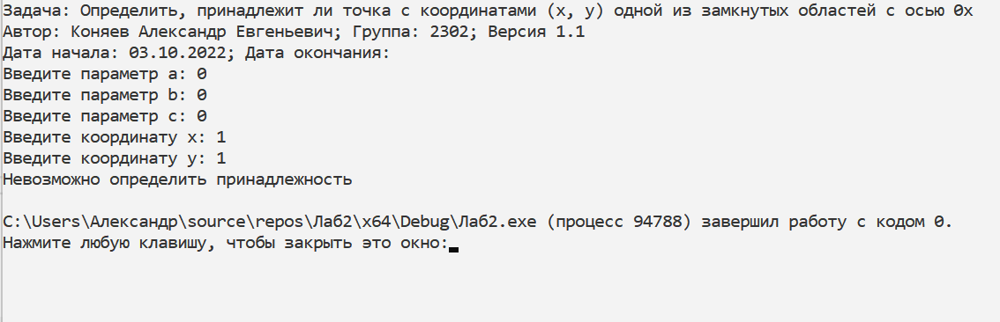 Задача: Определить, принадлежит ли точка с координатами (x, y) одной из замкнутых областей с осью 0x
Автор: Коняев Александр Евгеньевич; Группа: 2302; Версия 1.1
Дата начала: 03.10.2022; Дата окончания:
Введите параметр a: 0
Введите параметр b: 0
Введите параметр c: 0
Введите координату x: 1
Введите координату y: 1
Невозможно определить принадлежность
C:\Users\Александр\source\repos\Лаб2\x64\Debug\Лаб2.exe (процесс 94788) завершил работу с кодом 0.
Нажмите любую клавишу, чтобы закрыть это окно: